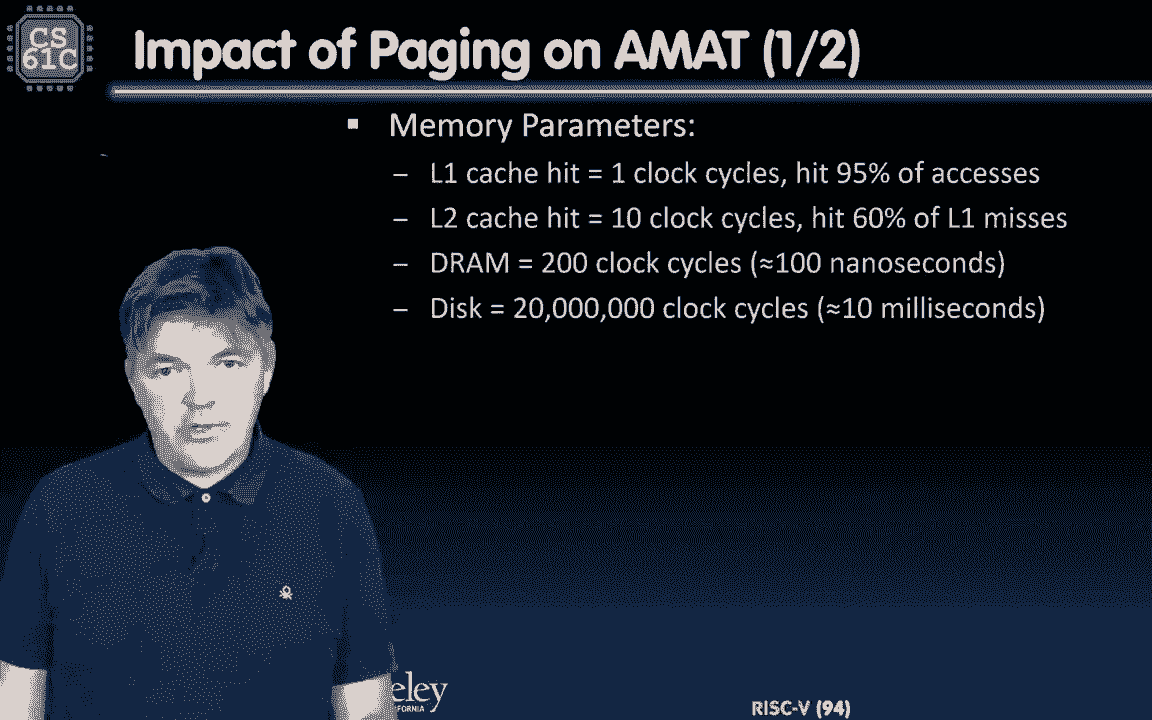 CS
61C
Impact of Paging on AMAT (1/2)
▪ Memory Parameters:
– L1 cache hit = 1 clock cycles, hit 95% of accesses
– L2 cache hit = 10 clock cycles, hit 60% of L1 misses
– DRAM = 200 clock cycles (≈100 nanoseconds)
– Disk = 20,000,000 clock cycles (≈10 milliseconds)
eley
IFORNIA
RISC-V (94)